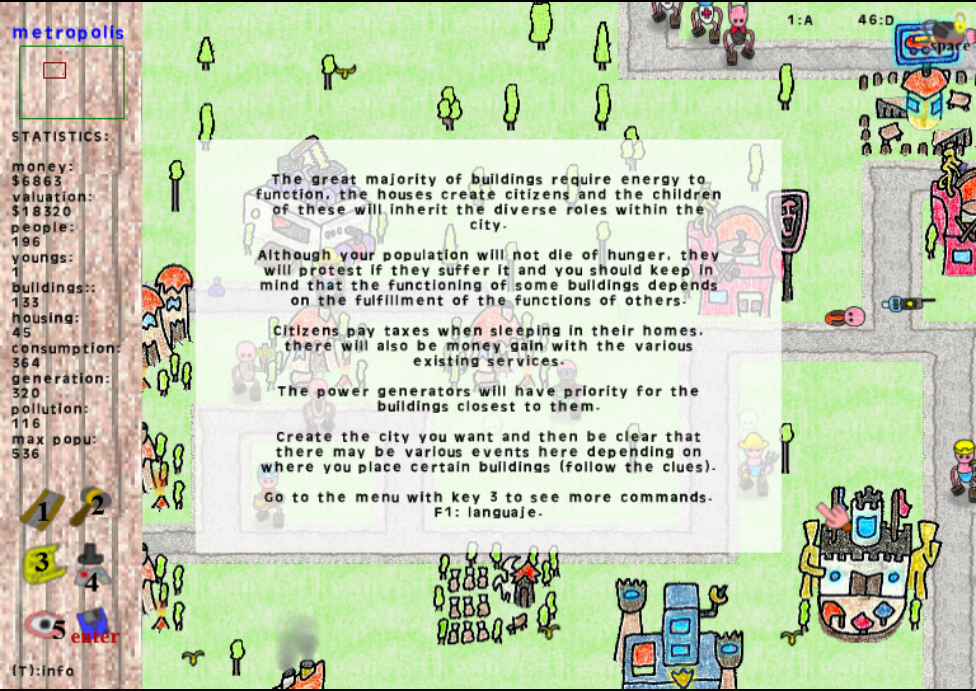 metropolis
1:A 46:D
space
STATISTICS:
money:
$6863
valuation:
$18320
people:
196
youngs:
1
buildings::
133
housing:
45
consumption:
364
generation:
320
pollution:
116
max popu:
536
1 2
3
4
5 enter
(T):info
The great majority of buildings require energy to
function, the houses create citizens and the children
of these will inherit the diverse roles within the
city.
Although your population will not die of hunger, they
will protest if they suffer it and you should keep in
mind that the functioning of some buildings depends
on the fulfillment of the functions of others.
Citizens pay taxes when sleeping in their homes,
there will also be money gain with the various
existing services.
The power generators will have priority for the
buildings closest to them.
Create the city you want and then be clear that
there may be various events here depending on
where you place certain buildings (follow the clues).
Go to the menu with key 3 to see more commands.
F1: languaje.